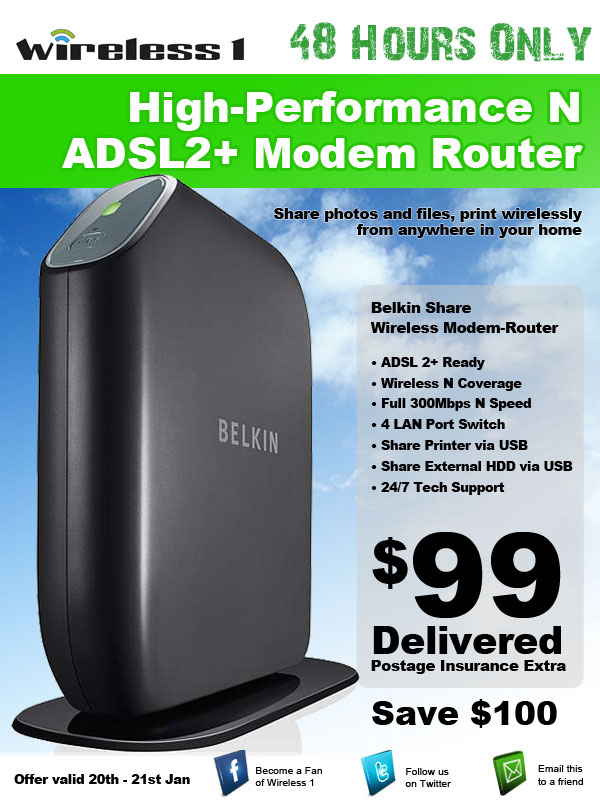 wireless 1
48 Hours Only
High-Performance N
ADSL2+ Modem Router
Share photos and files, print wirelessly
from anywhere in your home
Belkin Share
Wireless Modem-Router
• ADSL 2+ Ready
• Wireless N Coverage
• Full 300Mbps N Speed
• 4 LAN Port Switch
• Share Printer via USB
• Share External HDD via USB
• 24/7 Tech Support
BELKIN
$99
Delivered
Postage Insurance Extra
Save $100
Offer valid 20th - 21st Jan
Become a Fan
of Wireless 1
Follow us
on Twitter
Email this
to a friend